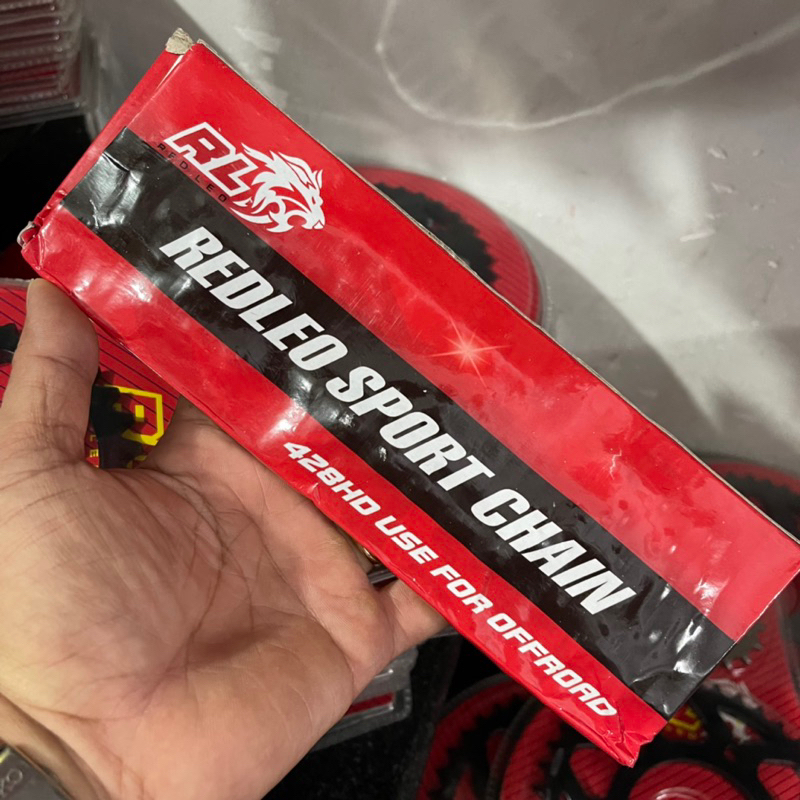 RL
REDLEO
REDLEO SPORT CHAIN
428HD USE FOR OFFROAD